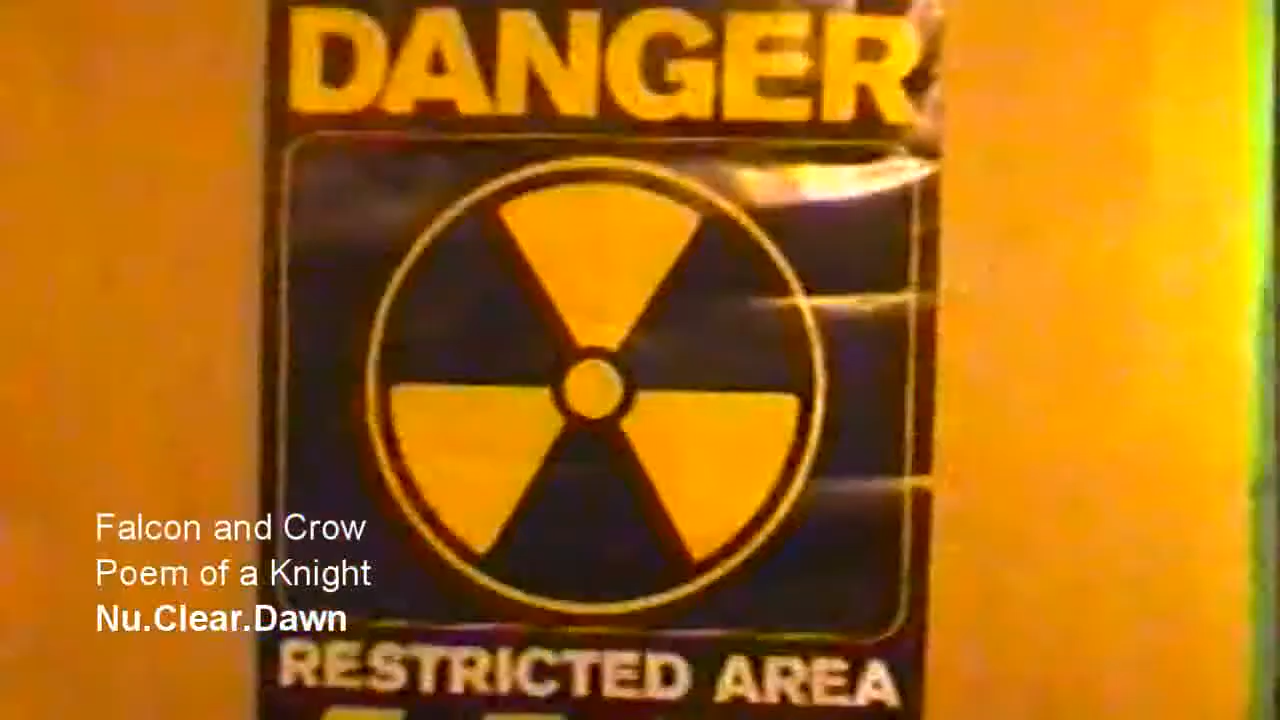 DANGER
Falcon and Crow
Poem of a Knight
Nu.Clear.Dawn
RESTRICTED AREA